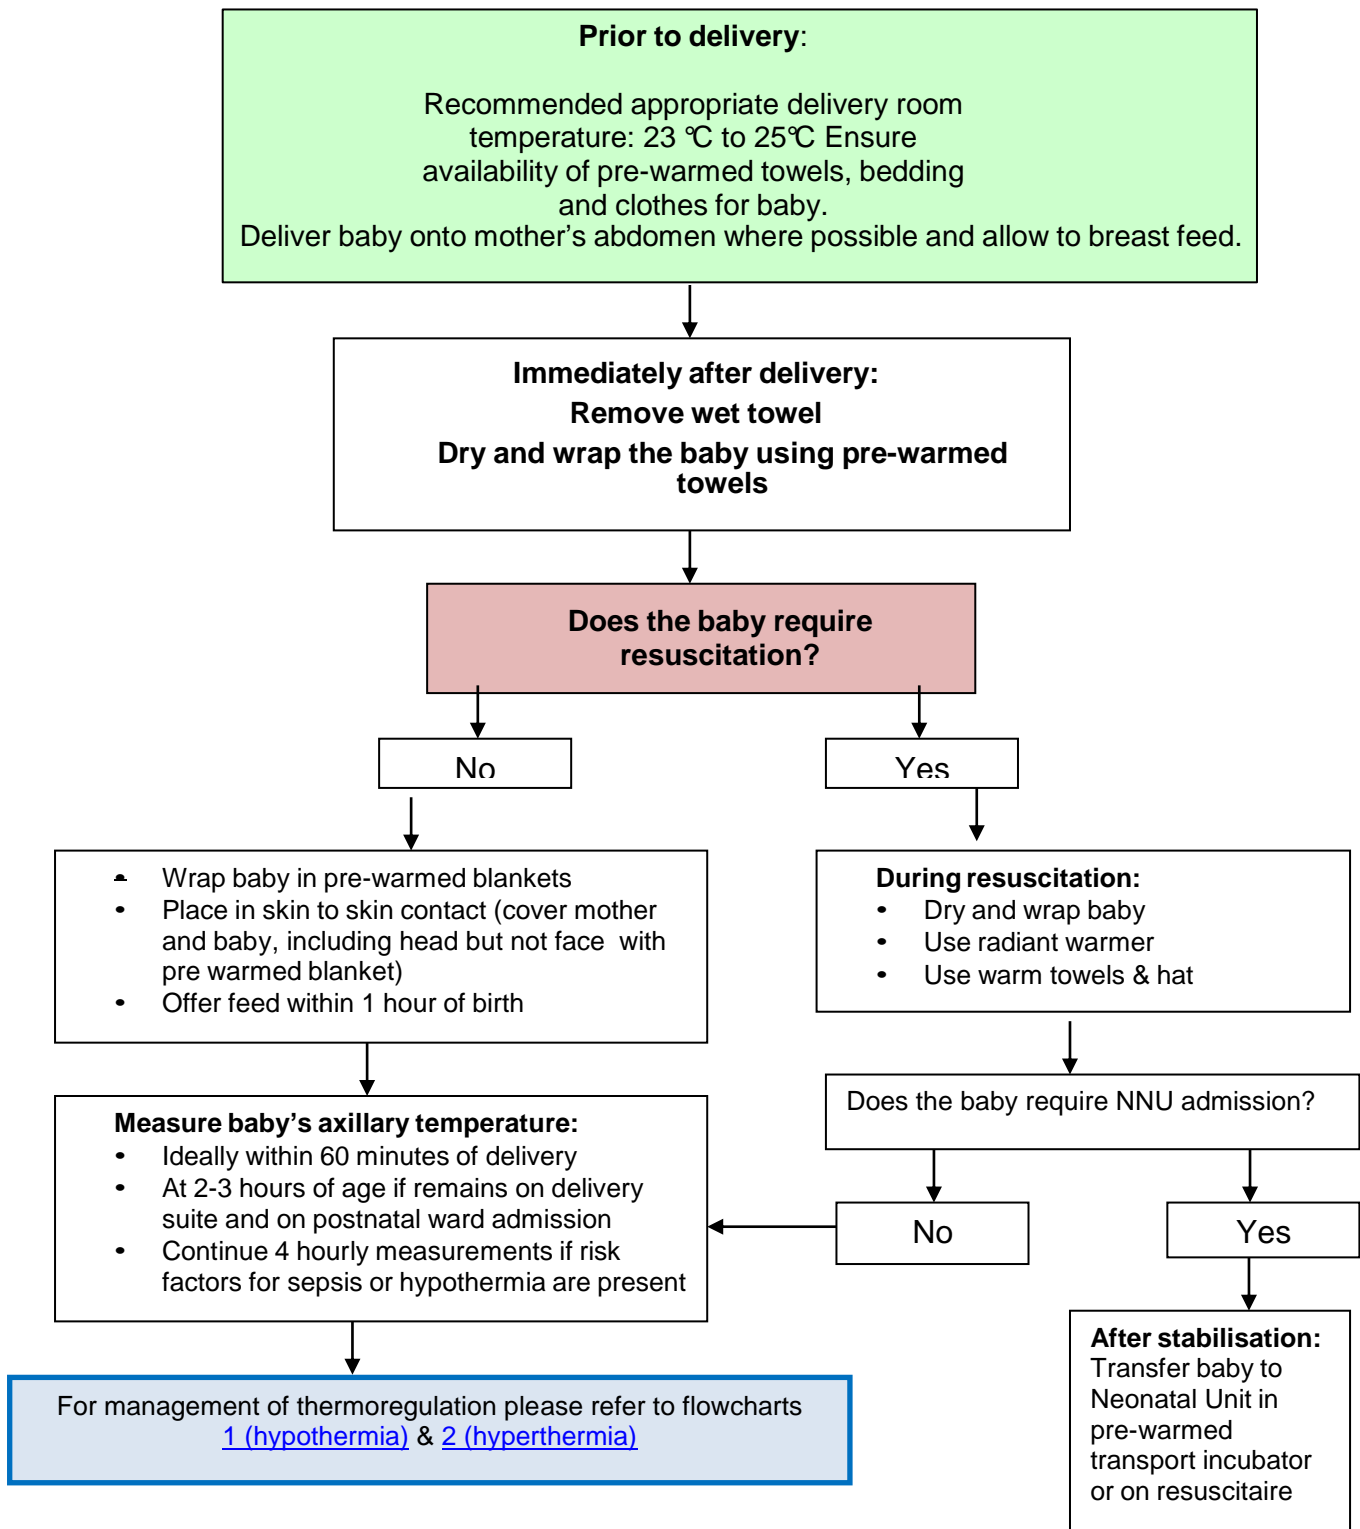 Prior to delivery:
Recommended appropriate delivery room
temperature: 23 °C to 25°C Ensure
availability of pre-warmed towels, bedding
and clothes for baby.
Deliver baby onto mother’s abdomen where possible and allow to breast feed.
Immediately after delivery:
Remove wet towel
Dry and wrap the baby using pre-warmed
towels
Does the baby require
resuscitation?
No
Yes
• Wrap baby in pre-warmed blankets
• Place in skin to skin contact (cover mother
and baby, including head but not face with
pre warmed blanket)
• Offer feed within 1 hour of birth
During resuscitation:
• Dry and wrap baby
• Use radiant warmer
• Use warm towels & hat
Does the baby require NNU admission?
Measure baby’s axillary temperature:
• Ideally within 60 minutes of delivery
• At 2-3 hours of age if remains on delivery
suite and on postnatal ward admission
• Continue 4 hourly measurements if risk
factors for sepsis or hypothermia are present
No
Yes
After stabilisation:
Transfer baby to
Neonatal Unit in
pre-warmed
transport incubator
or on resuscitaire
For management of thermoregulation please refer to flowcharts
1 (hypothermia) & 2 (hyperthermia)